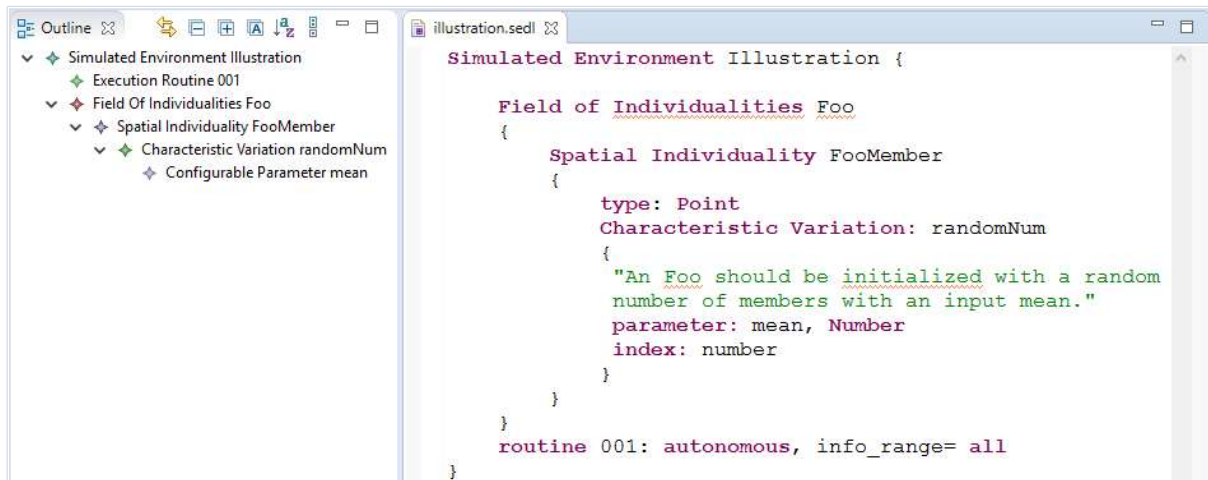 Outline
Simulated Environment Illustration
Execution Routine 001
Field Of Individualities Foo
Spatial Individuality FooMember
Characteristic Variation randomNum
Configurable Parameter mean
illustration.sedl
Simulated Environment Illustration {
Field of Individualities Foo
{
Spatial Individuality FooMember
{
type: Point
Characteristic Variation: randomNum
{
"An Foo should be initialized with a random
number of members with an input mean."
parameter: mean, Number
index: number
}
}
}
routine 001: autonomous, info_range= all
}